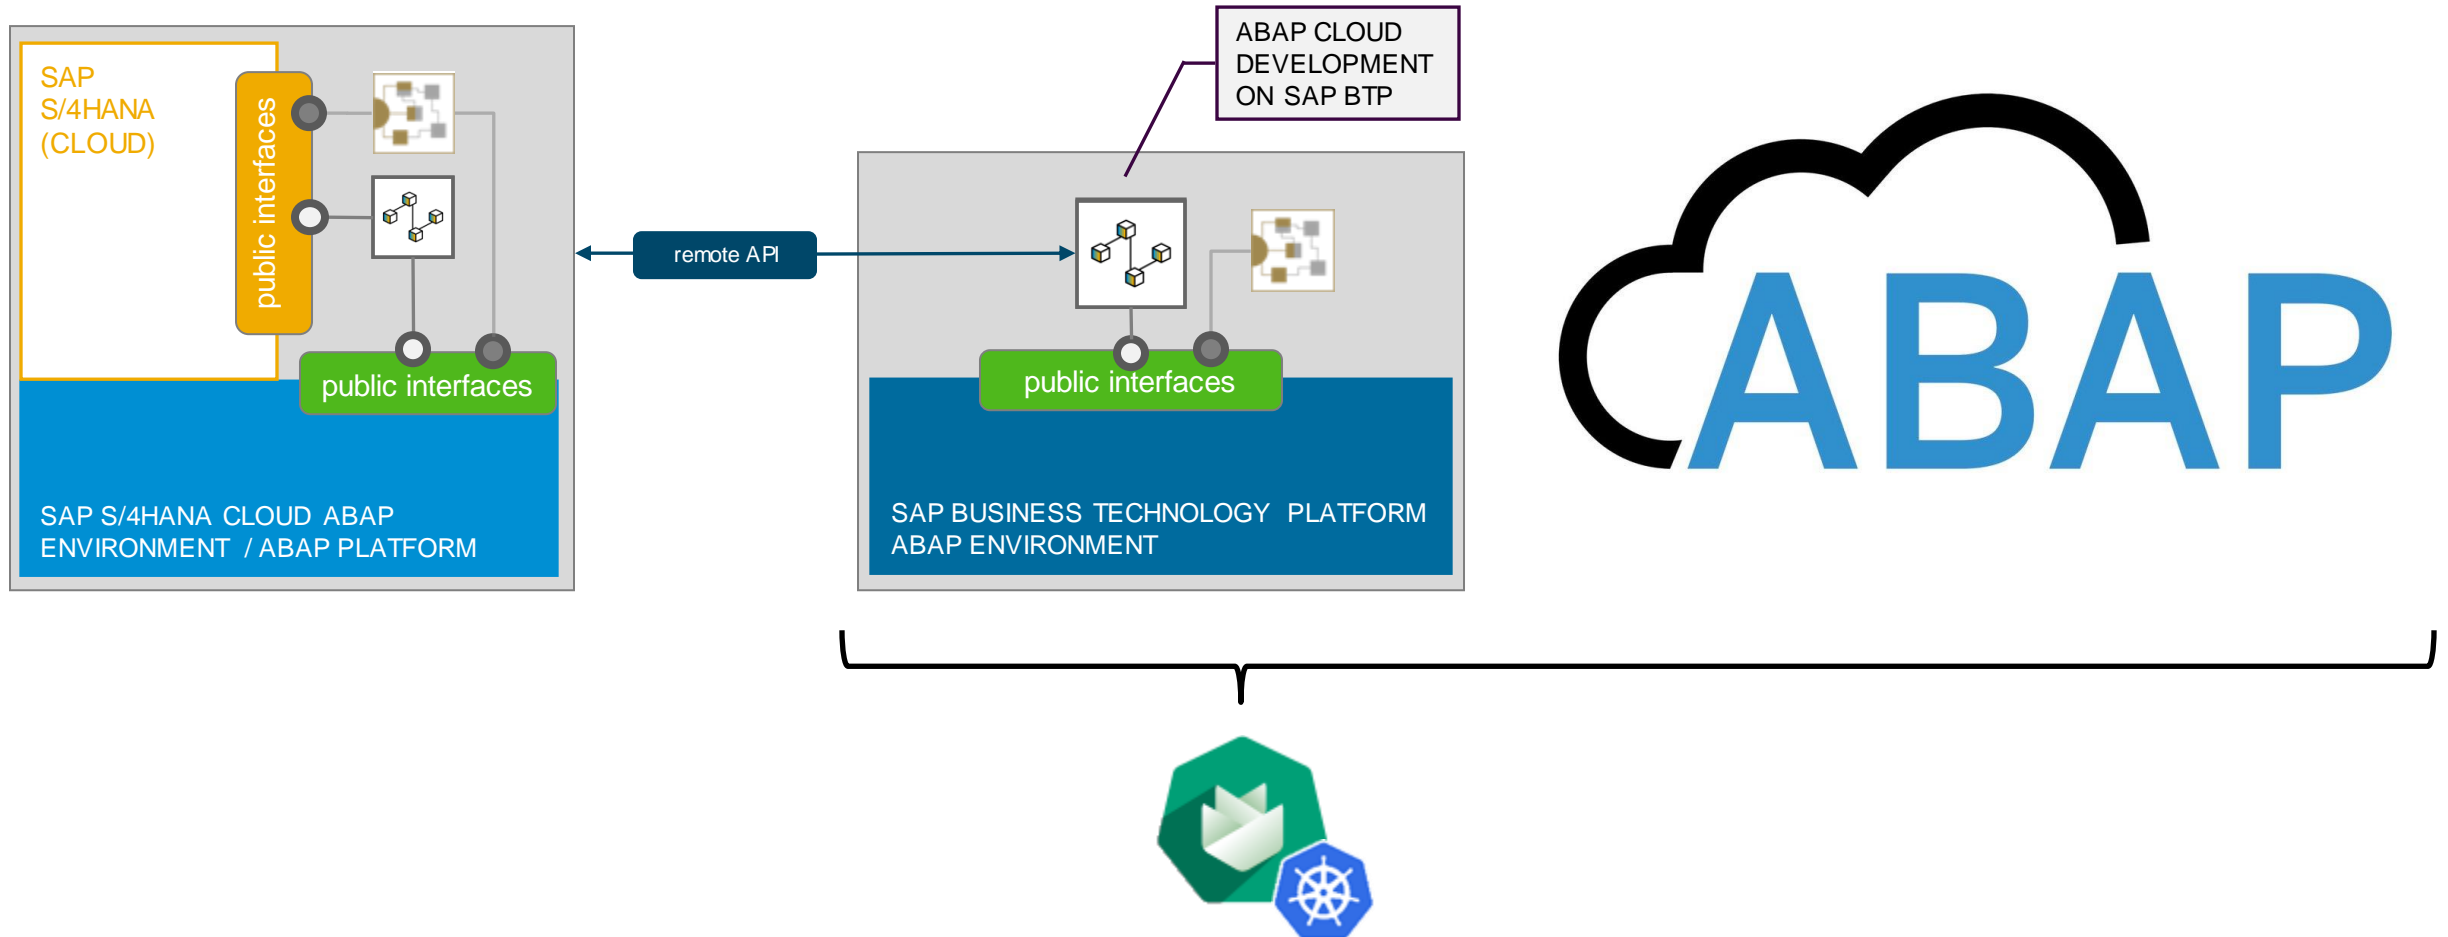 SAP
S/4HANA
(CLOUD)
public interfaces
public interfaces
SAP S/4HANA CLOUD ABAP
ENVIRONMENT / ABAP PLATFORM
remote API
ABAP CLOUD
DEVELOPMENT
ON SAP BTP
public interfaces
SAP BUSINESS TECHNOLOGY PLATFORM
ABAP ENVIRONMENT
ABAP